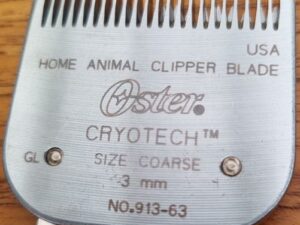 USA
HOME ANIMAL CLIPPER BLADE
Oster.
CRYOTECH™
GL SIZE COARSE
3 mm
NO. 913-63